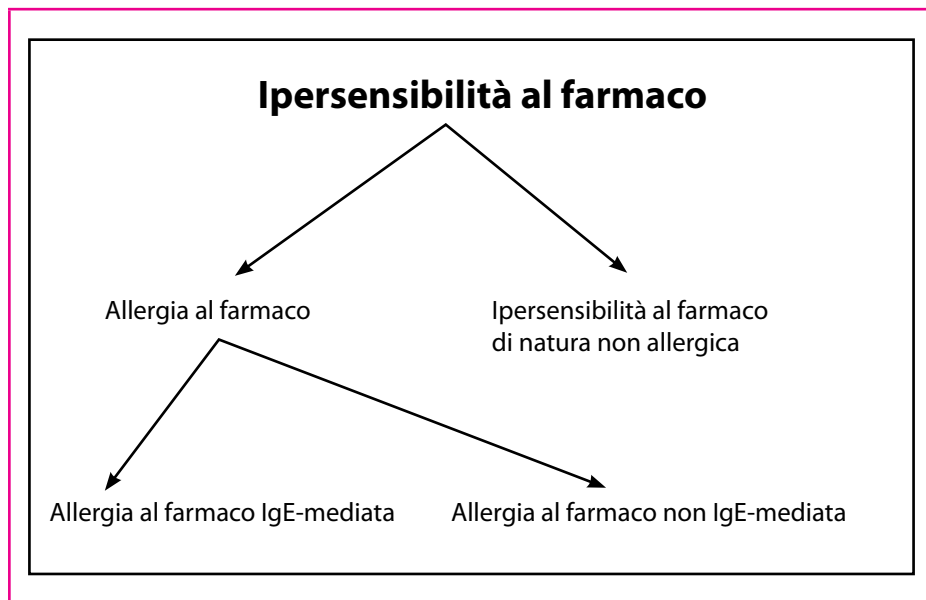 Ipersensibilità al farmaco
Allergia al farmaco
Ipersensibilità al farmaco
di natura non allergica
Allergia al farmaco IgE-mediata
Allergia al farmaco non IgE-mediata